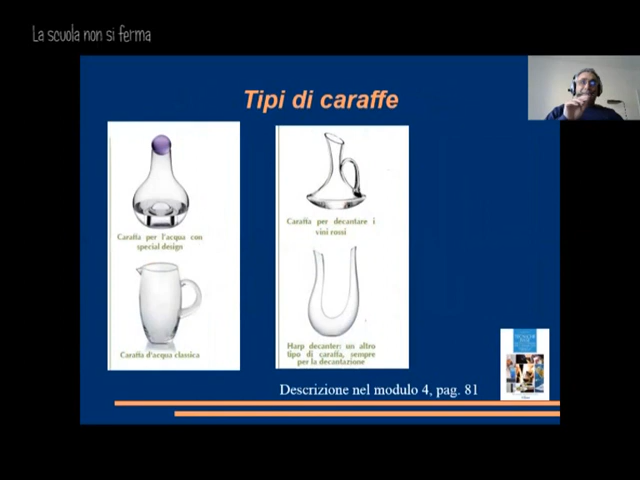 La scuola non si ferma
Tipi di caraffe
Caraffa per l'acqua con
special design
Caraffa d'acqua classica
Caraffa per decantare i
vini rossi
Harp decanter: un altro
tipo di caraffa, sempre
per la decantazione
Descrizione nel modulo 4, pag. 81